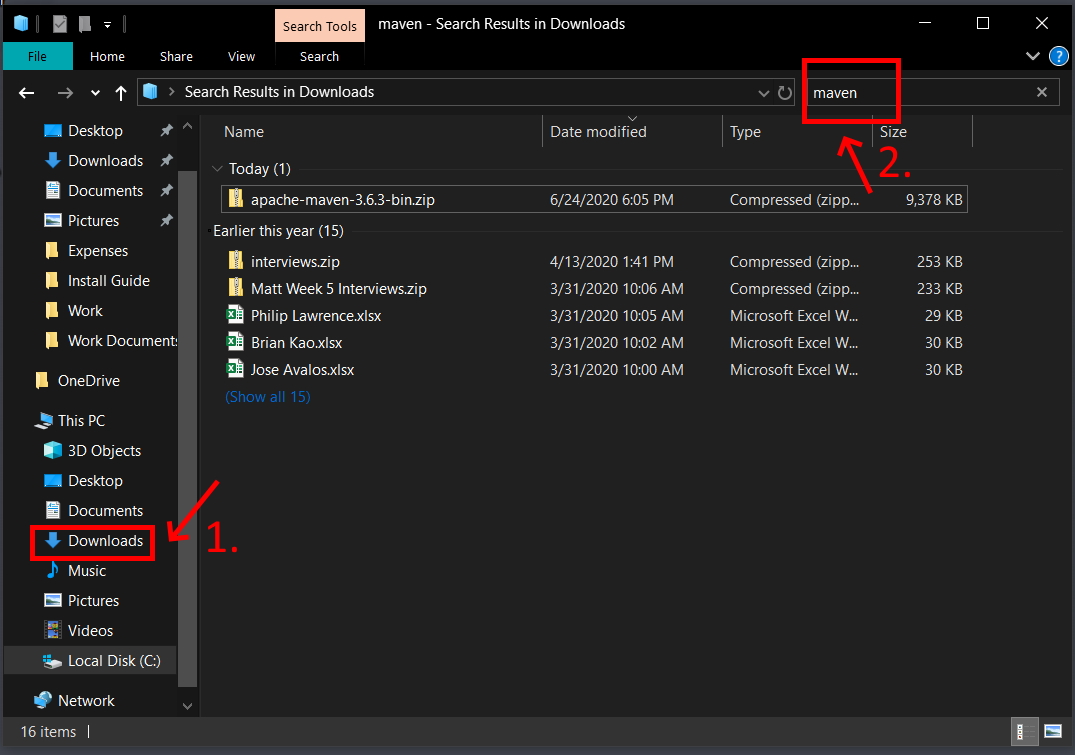 Search Tools
maven - Search Results in Downloads
File Home Share View Search
?
Search Results in Downloads
maven
2.
Name Date modified Type Size
Today (1)
apache-maven-3.6.3-bin.zip 6/24/2020 6:05 PM Compressed (zipp... 9,378 KB
Earlier this year (15)
interviews.zip 4/13/2020 1:41 PM Compressed (zipp... 253 KB
Matt Week 5 Interviews.zip 3/31/2020 10:06 AM Compressed (zipp... 233 KB
Philip Lawrence.xlsx 3/31/2020 10:05 AM Microsoft Excel W... 29 KB
Brian Kao.xlsx 3/31/2020 10:02 AM Microsoft Excel W... 30 KB
Jose Avalos.xlsx 3/31/2020 10:00 AM Microsoft Excel W... 30 KB
(Show all 15)
Desktop
Downloads
Documents
Pictures
Expenses
Install Guide
Work
Work Documents
OneDrive
This PC
3D Objects
Desktop
Documents
Downloads
1.
Music
Pictures
Videos
Local Disk (C:)
Network
16 items